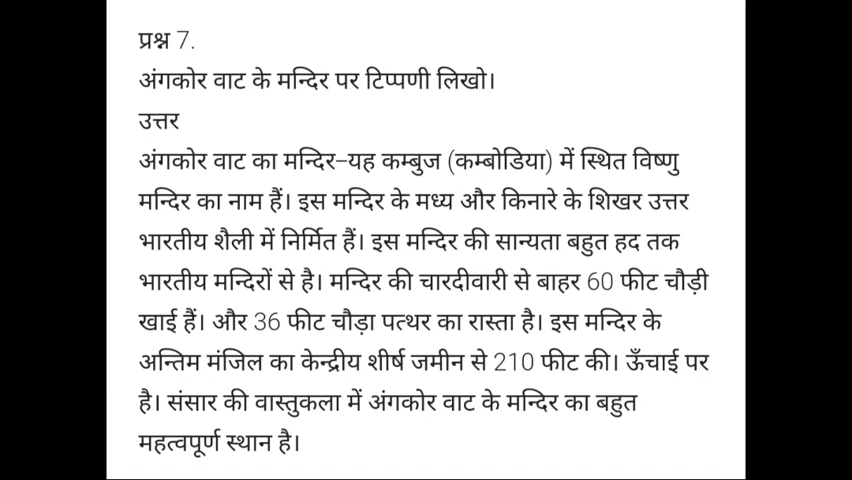 प्रश्न 7.
अंगकोर वाट के मन्दिर पर टिप्पणी लिखो।
उत्तर
अंगकोर वाट का मन्दिर–यह कम्बुज (कम्बोडिया) में स्थित विष्णु
मन्दिर का नाम हैं। इस मन्दिर के मध्य और किनारे के शिखर उत्तर
भारतीय शैली में निर्मित हैं। इस मन्दिर की सान्यता बहुत हद तक
भारतीय मन्दिरों से है। मन्दिर की चारदीवारी से बाहर 60 फीट चौड़ी
खाई हैं। और 36 फीट चौड़ा पत्थर का रास्ता है। इस मन्दिर के
अन्तिम मंजिल का केन्द्रीय शीर्ष जमीन से 210 फीट की। ऊँचाई पर
है। संसार की वास्तुकला में अंगकोर वाट के मन्दिर का बहुत
महत्वपूर्ण स्थान है।